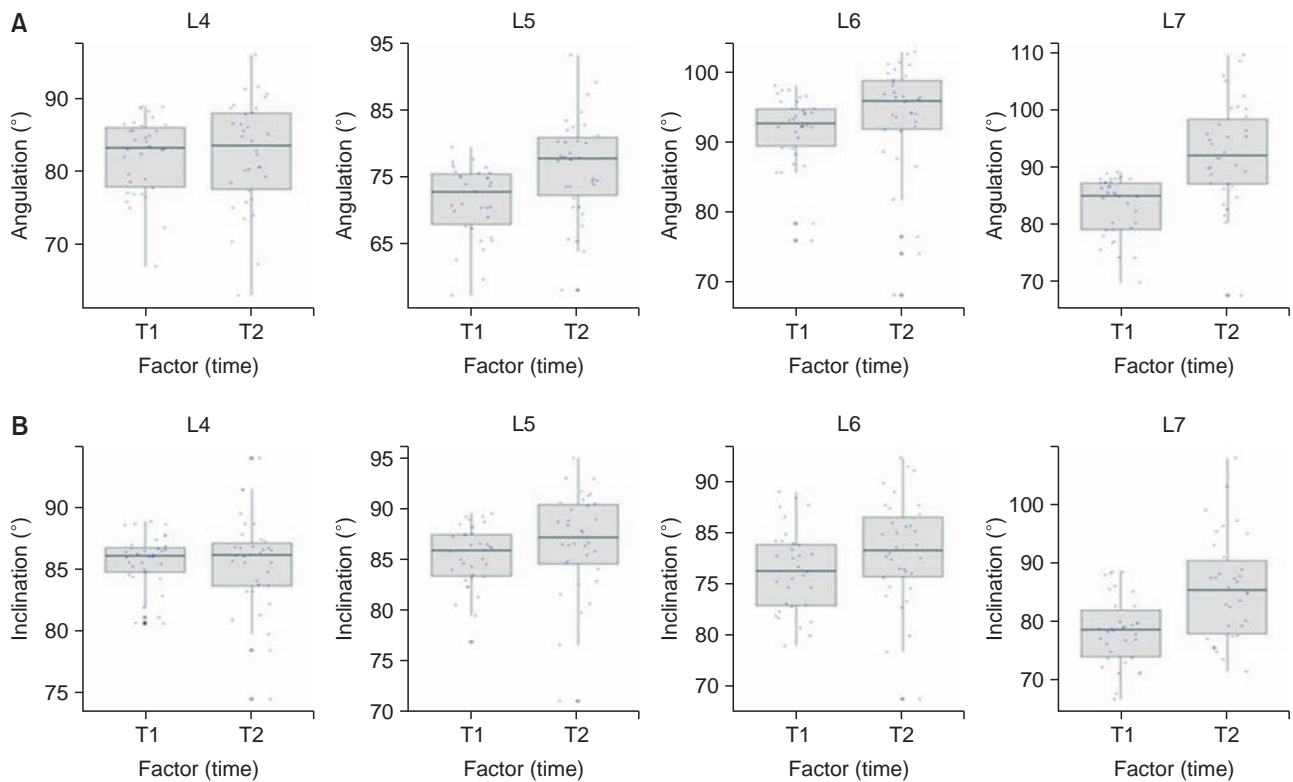 A
L4
L5
L6
L7
Angulation (°)
90
80
70
T1
T2
Factor (time)
Angulation (°)
95
85
75
65
T1
T2
Factor (time)
Angulation (°)
100
90
80
70
T1
T2
Factor (time)
Angulation (°)
110
100
90
80
70
T1
T2
Factor (time)
B
L4
L5
L6
L7
Inclination (°)
90
85
80
75
T1
T2
Factor (time)
Inclination (°)
95
90
85
80
75
70
T1
T2
Factor (time)
Inclination (°)
90
85
75
80
70
T1
T2
Factor (time)
Inclination (°)
100
90
80
70
T1
T2
Factor (time)